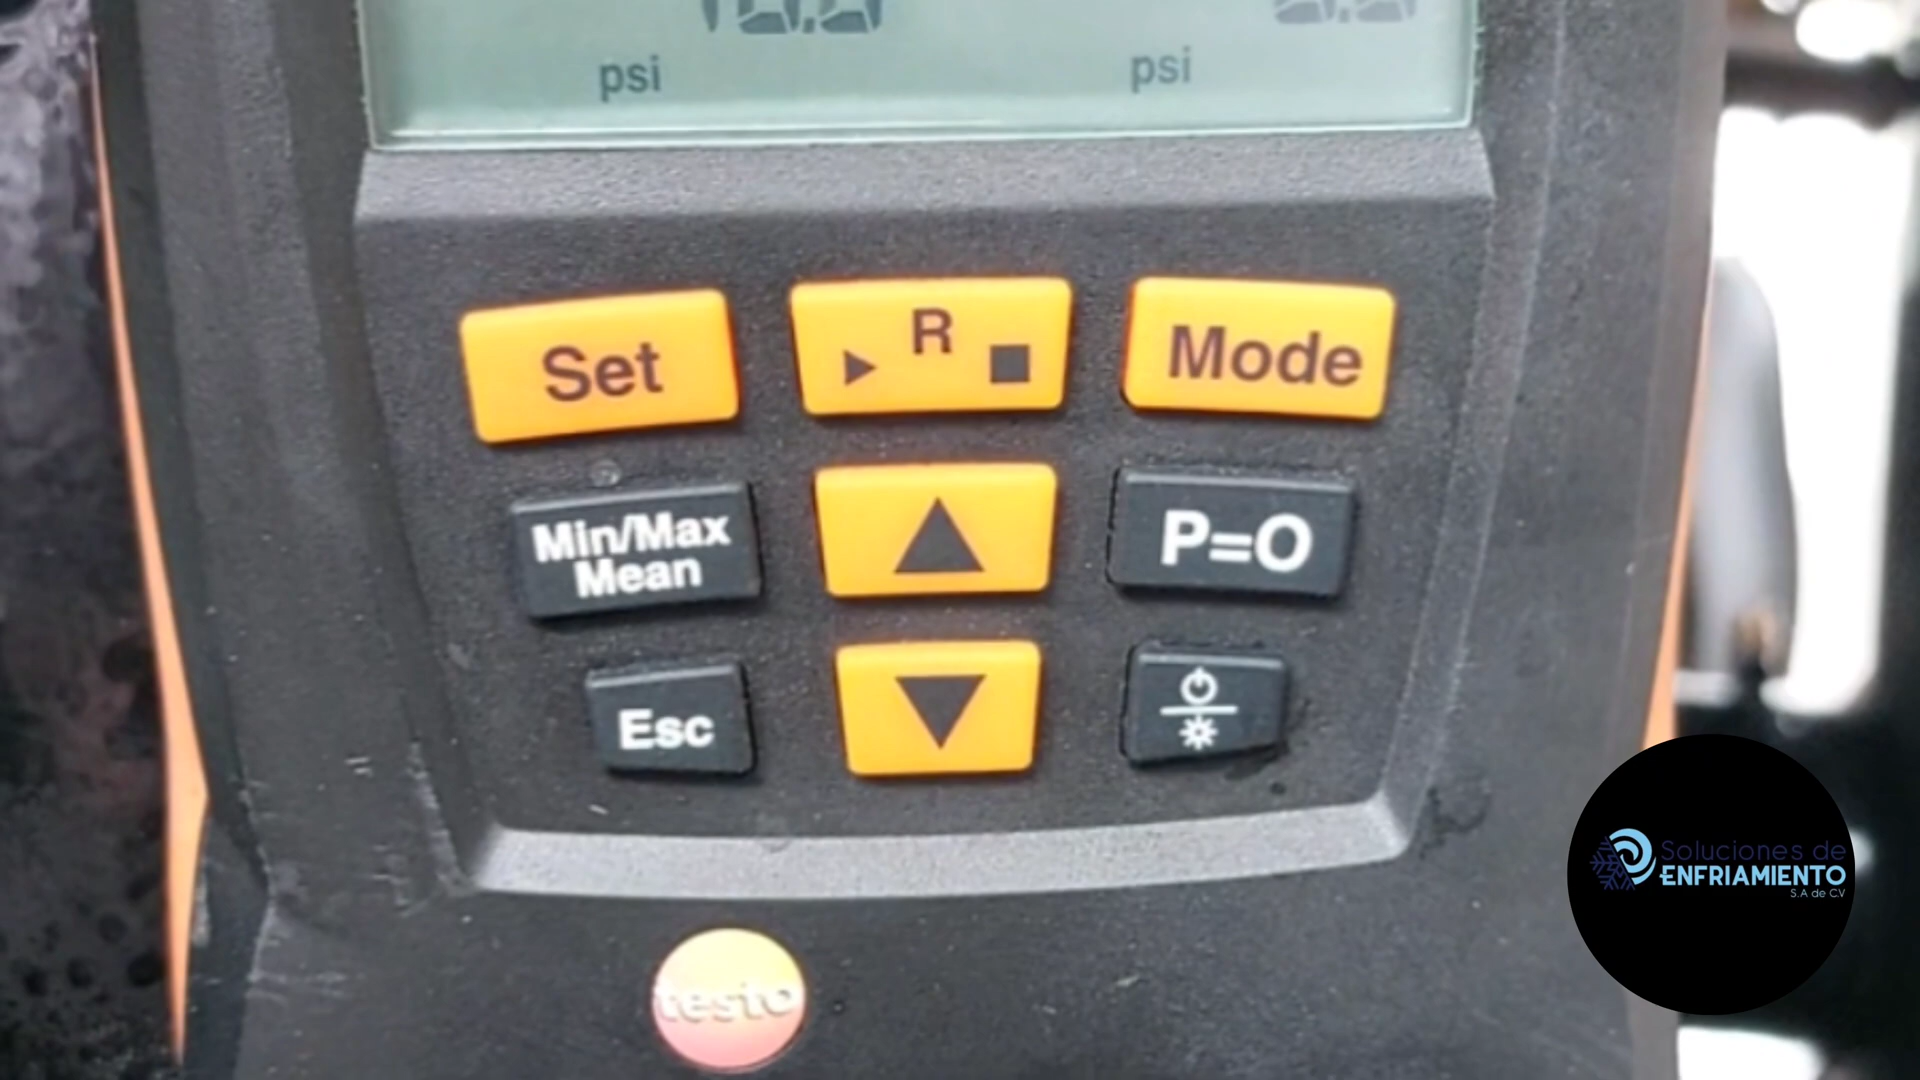 psi psi
Set
R
Mode
Min/Max
Mean
P=O
Esc
testo
Soluciones de
ENFRIAMIENTO
S.A de C.V